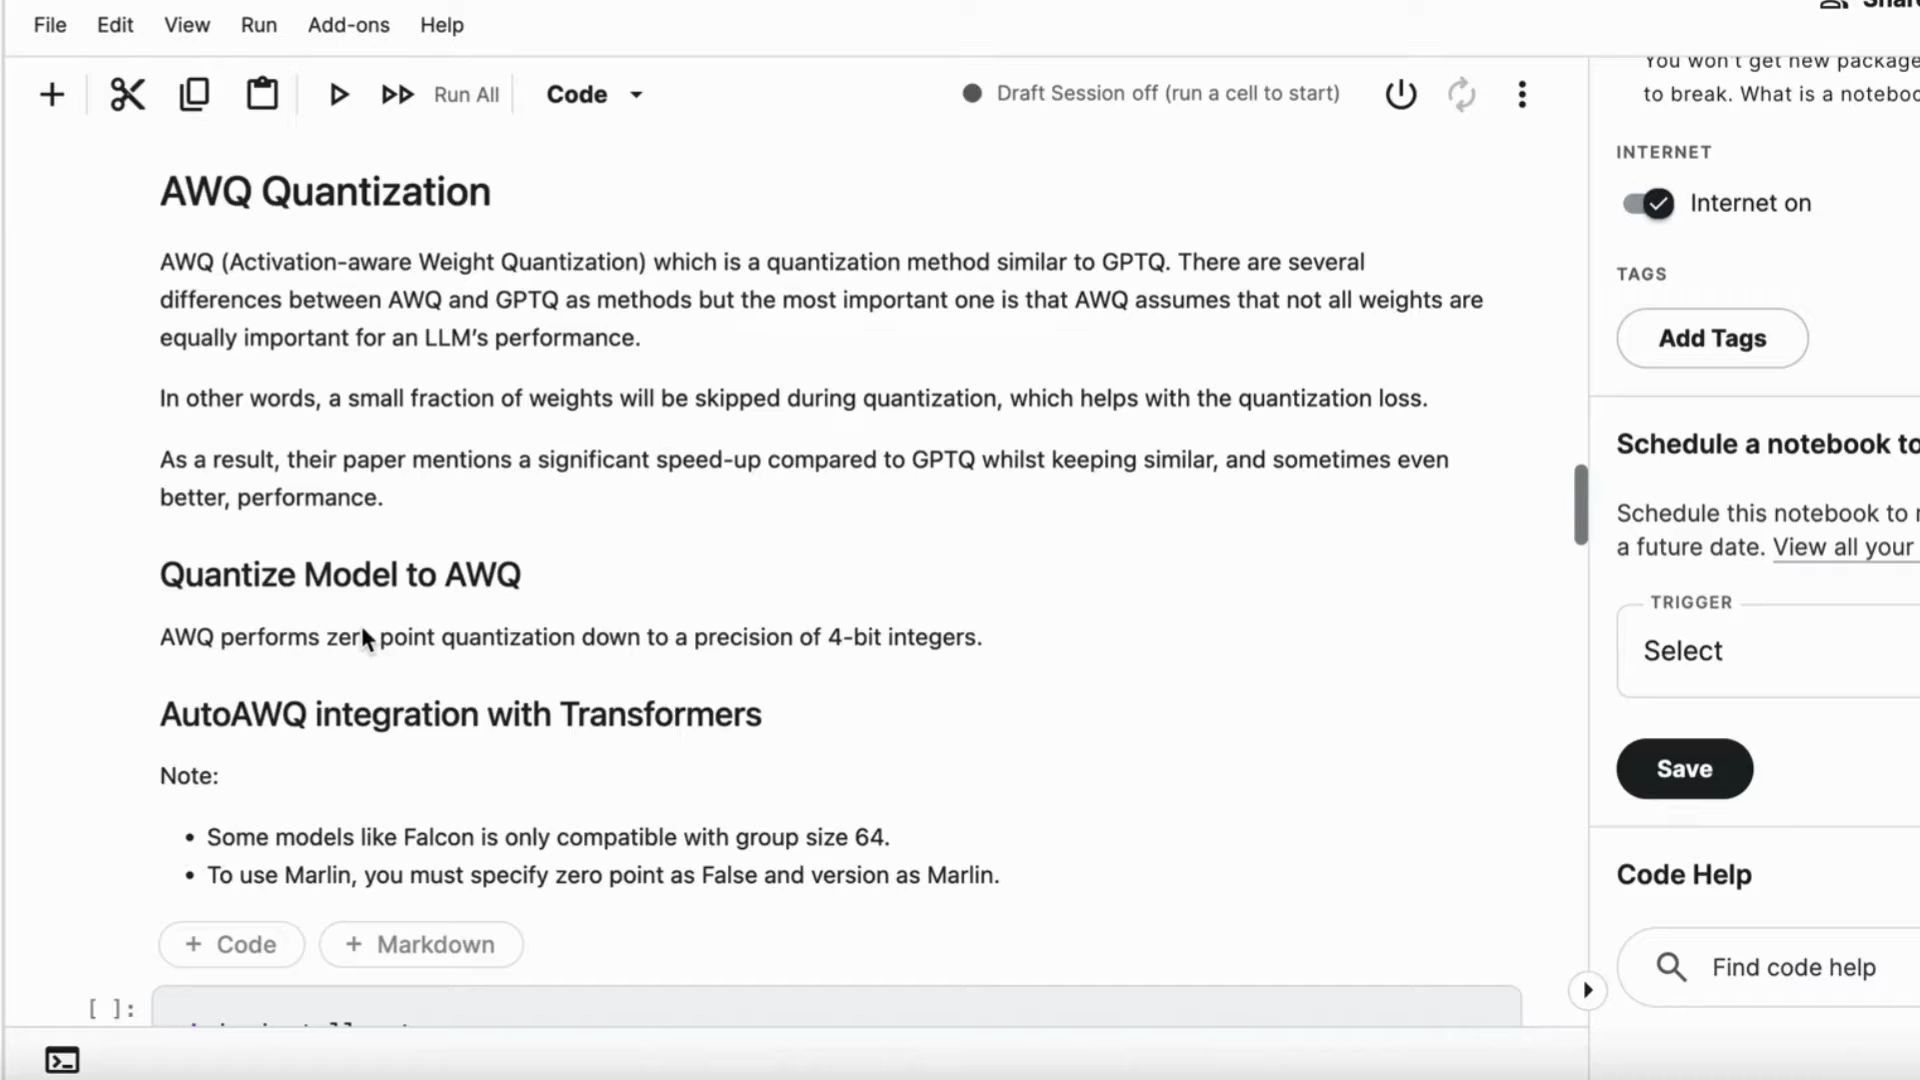 File Edit View Run Add-ons Help
Run All Code Draft Session off (run a cell to start)
AWQ Quantization
AWQ (Activation-aware Weight Quantization) which is a quantization method similar to GPTQ. There are several
differences between AWQ and GPTQ as methods but the most important one is that AWQ assumes that not all weights are
equally important for an LLM's performance.
In other words, a small fraction of weights will be skipped during quantization, which helps with the quantization loss.
As a result, their paper mentions a significant speed-up compared to GPTQ whilst keeping similar, and sometimes even
better, performance.
Quantize Model to AWQ
AWQ performs zero point quantization down to a precision of 4-bit integers.
AutoAWQ integration with Transformers
Note:
• Some models like Falcon is only compatible with group size 64.
• To use Marlin, you must specify zero point as False and version as Marlin.
+ Code + Markdown
[ ]:
You won't get new package
to break. What is a noteboo
INTERNET
Internet on
TAGS
Add Tags
Schedule a notebook to
Schedule this notebook to
a future date. View all your
TRIGGER
Select
Save
Code Help
Find code help